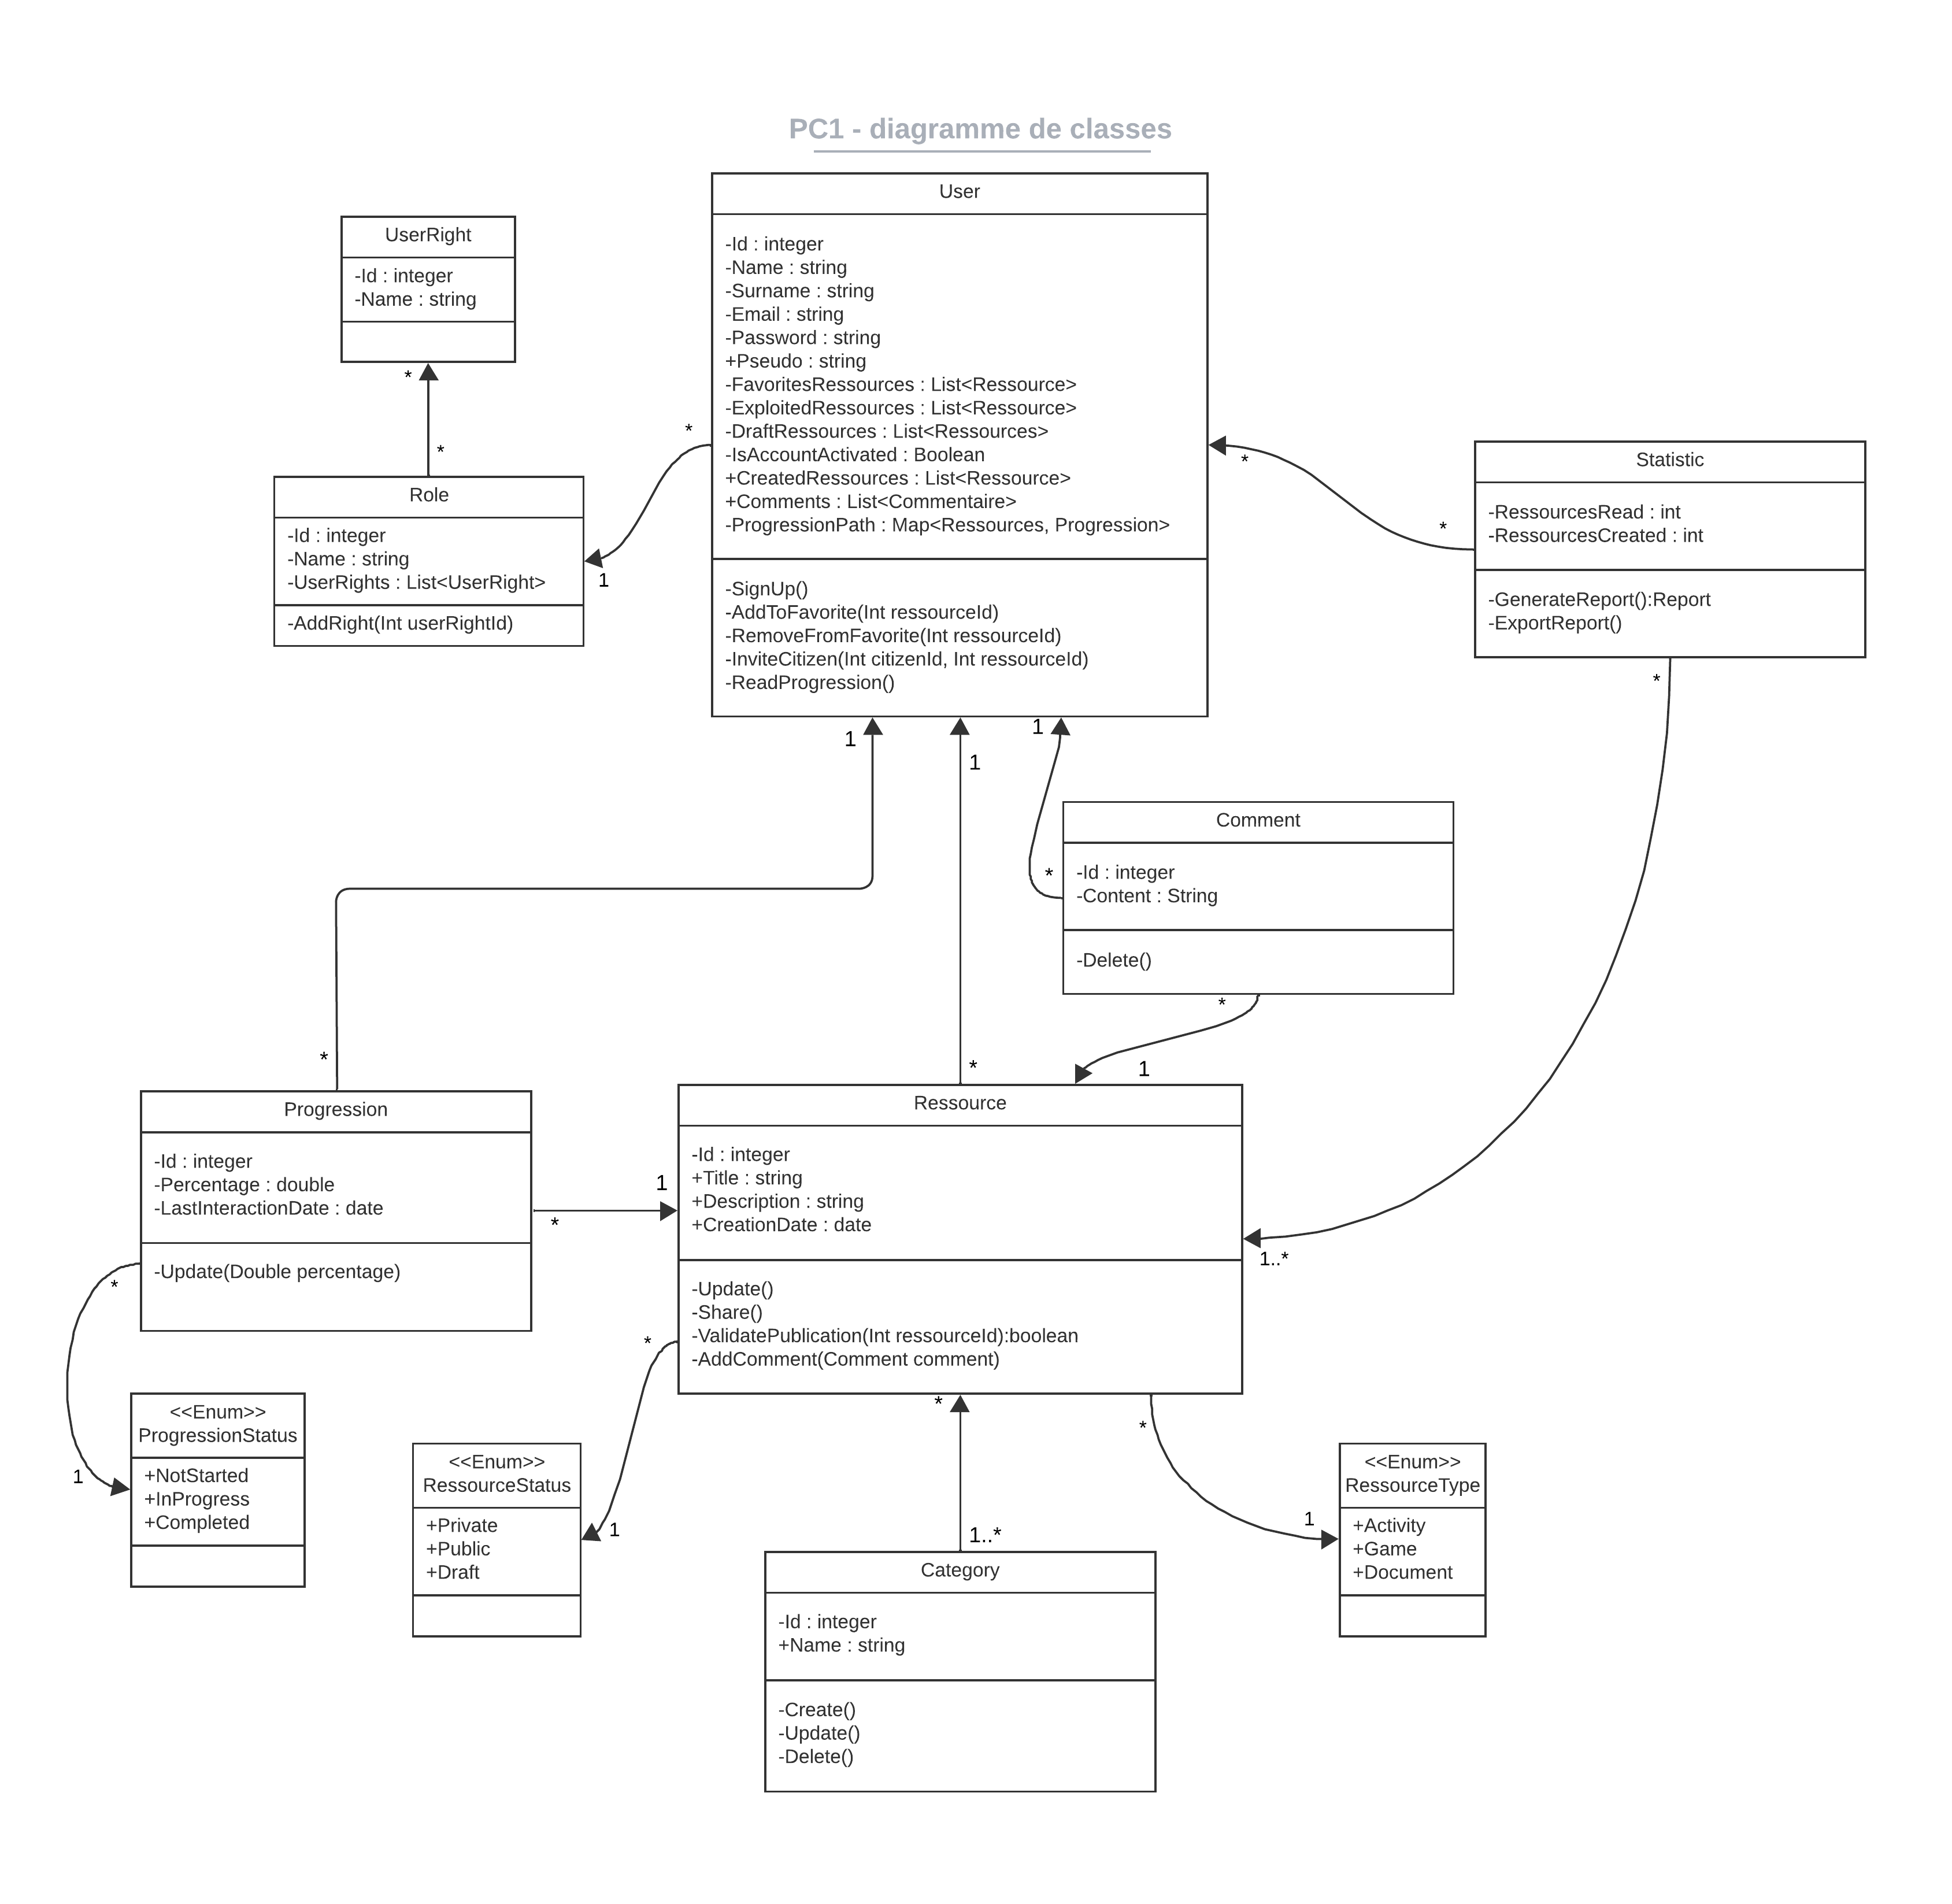 PC1 - diagramme de classes
User
-Id : integer
-Name : string
-Surname : string
-Email : string
-Password : string
+Pseudo : string
-FavoritesRessources : List<Ressource>
-ExploitedRessources : List<Ressource>
-DraftRessources : List<Ressources>
-IsAccountActivated : Boolean
+CreatedRessources : List<Ressource>
+Comments : List<Commentaire>
-ProgressionPath : Map<Ressources, Progression>
-SignUp()
-AddToFavorite(Int ressourceId)
-RemoveFromFavorite(Int ressourceId)
-InviteCitizen(Int citizenId, Int ressourceId)
-ReadProgression()
UserRight
-Id : integer
-Name : string
*
*
Role
-Id : integer
-Name : string
-UserRights : List<UserRight>
-AddRight(Int userRightId)
*
1
*
*
Statistic
-RessourcesRead : int
-RessourcesCreated : int
-GenerateReport():Report
-ExportReport()
*
1..*
1
*
1
*
1
*
Comment
-Id : integer
-Content : String
-Delete()
*
1
Progression
-Id : integer
-Percentage : double
-LastInteractionDate : date
-Update(Double percentage)
*
1
Ressource
-Id : integer
+Title : string
+Description : string
+CreationDate : date
-Update()
-Share()
-ValidatePublication(Int ressourceId):boolean
-AddComment(Comment comment)
*
1
<<Enum>>
ProgressionStatus
+NotStarted
+InProgress
+Completed
*
1
<<Enum>>
RessourceStatus
+Private
+Public
+Draft
*
1..*
Category
-Id : integer
+Name : string
-Create()
-Update()
-Delete()
*
1
<<Enum>>
RessourceType
+Activity
+Game
+Document